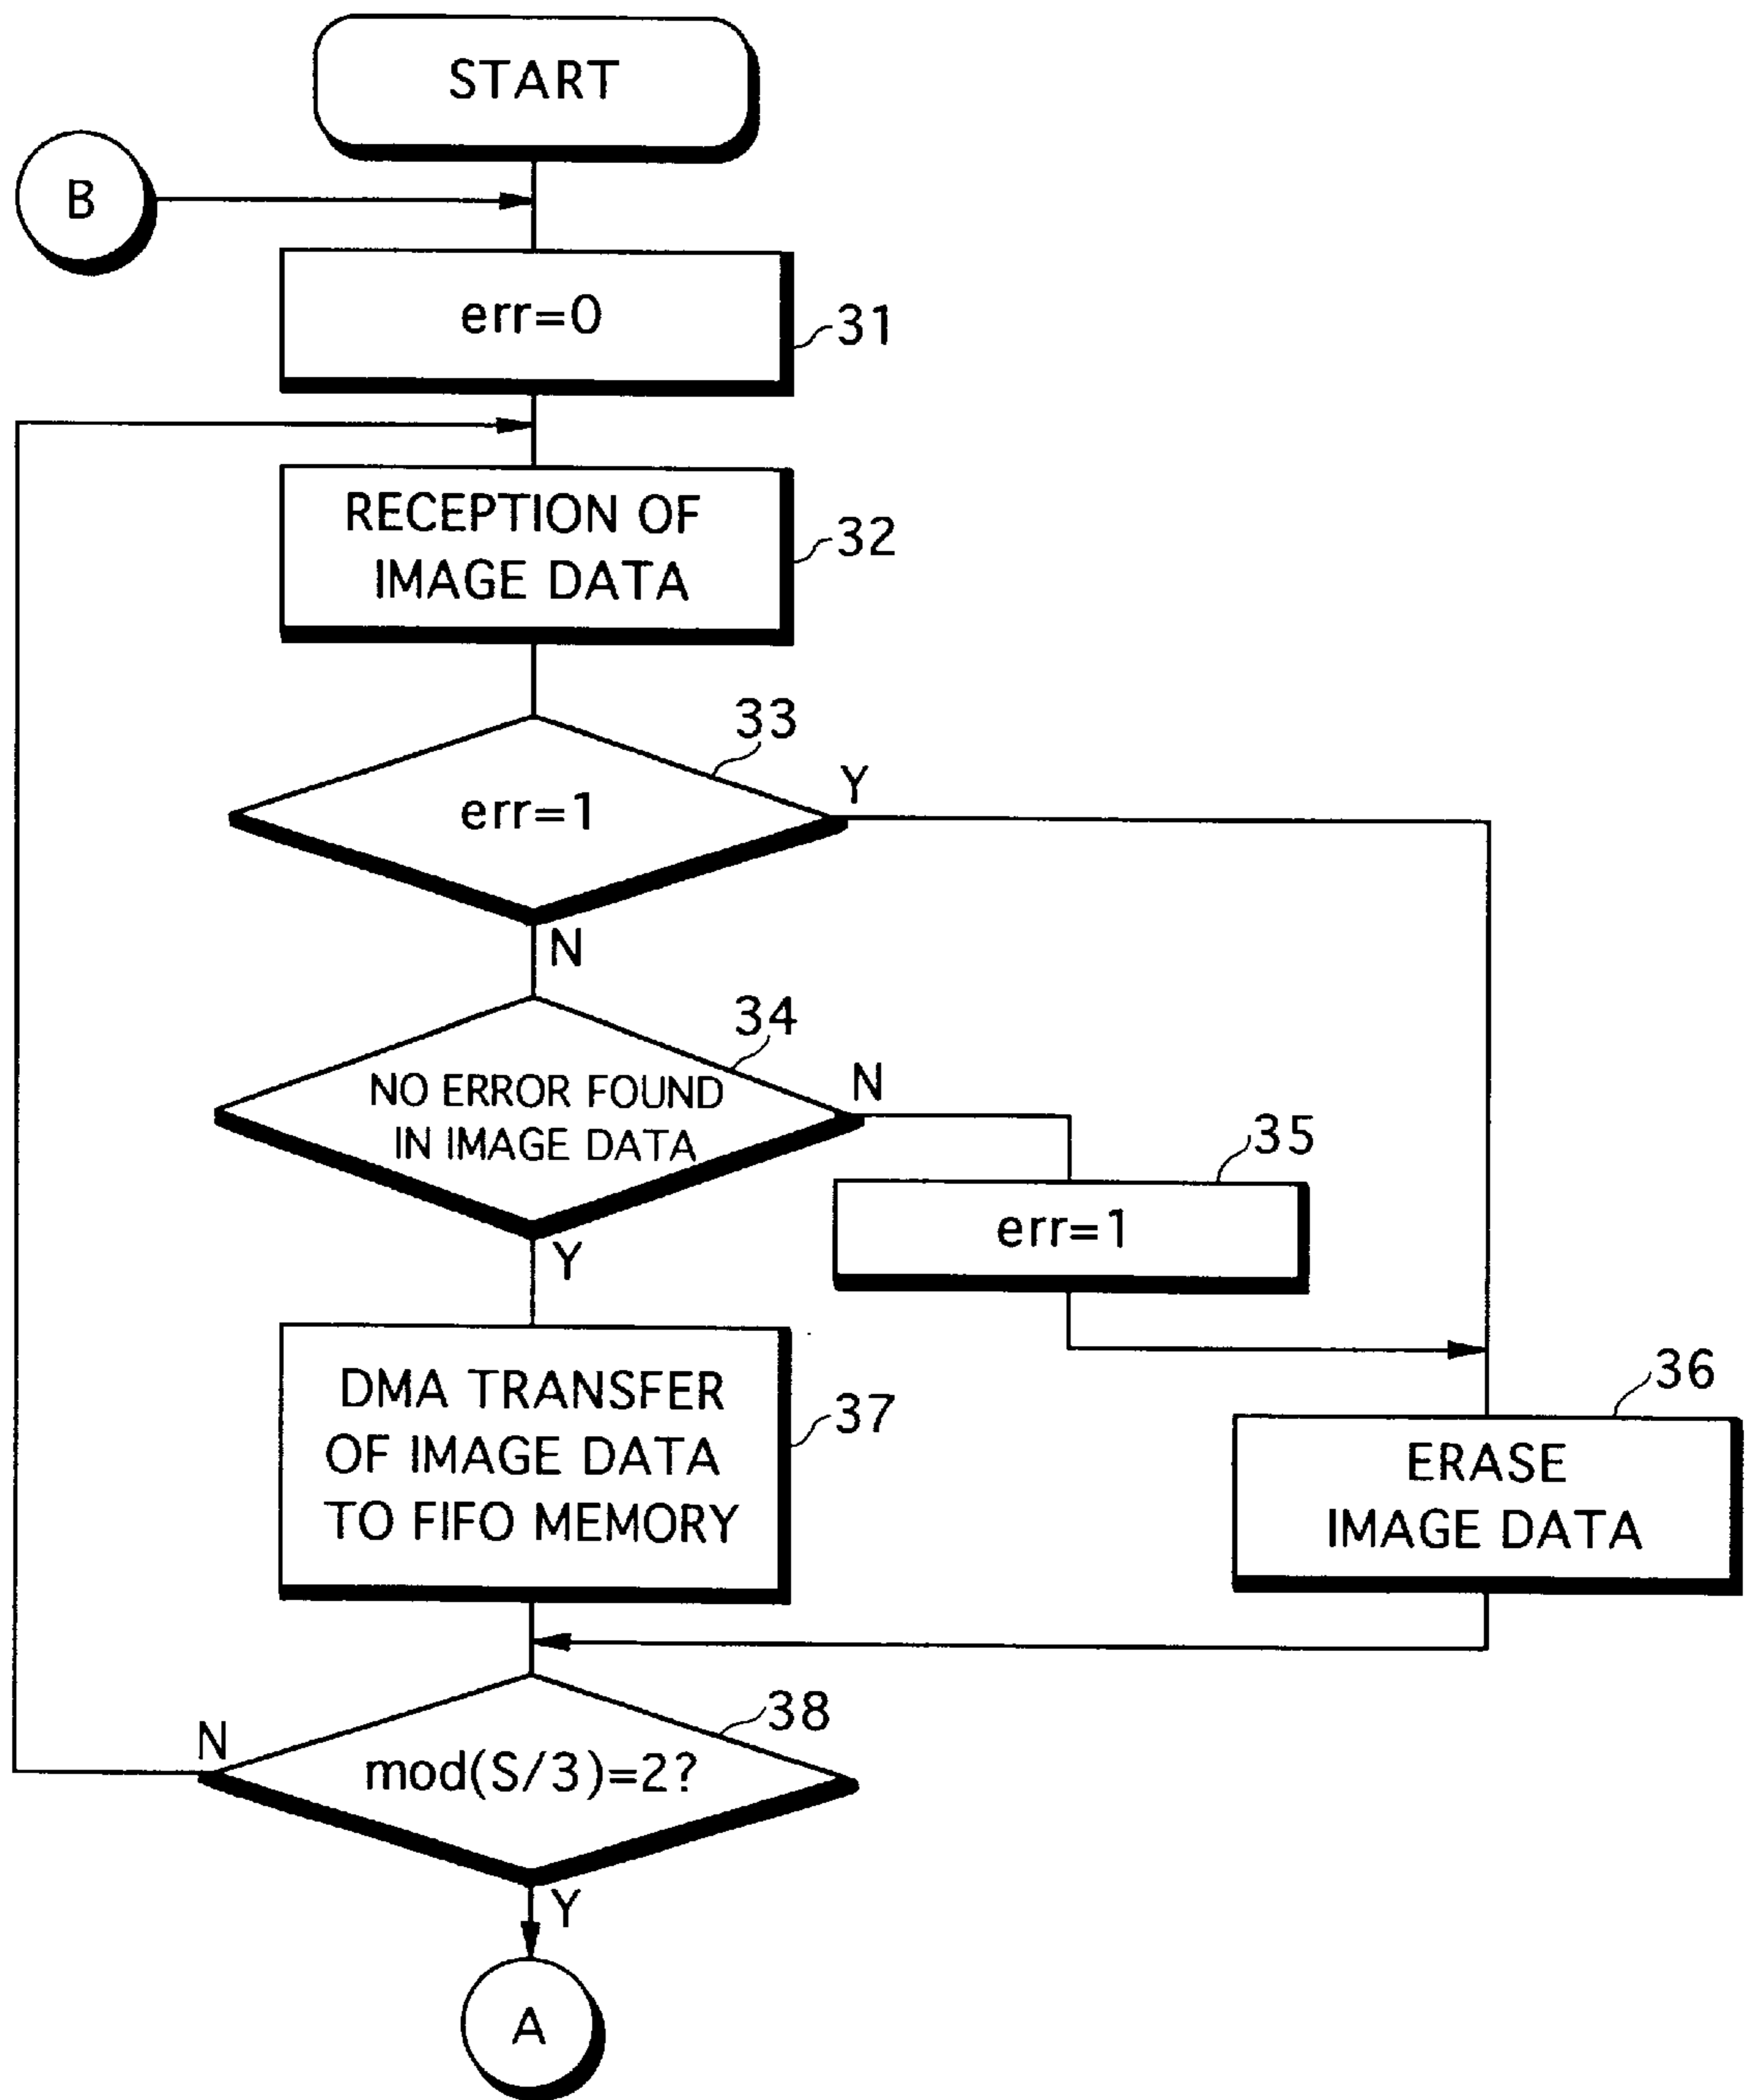 START
B
err=0
31
RECEPTION OF
IMAGE DATA
32
33
err=1
Y
N
34
NO ERROR FOUND
IN IMAGE DATA
N
Y
35
err=1
36
ERASE
IMAGE DATA
DMA TRANSFER
OF IMAGE DATA
TO FIFO MEMORY
37
38
N
mod(S/3)=2?
Y
A